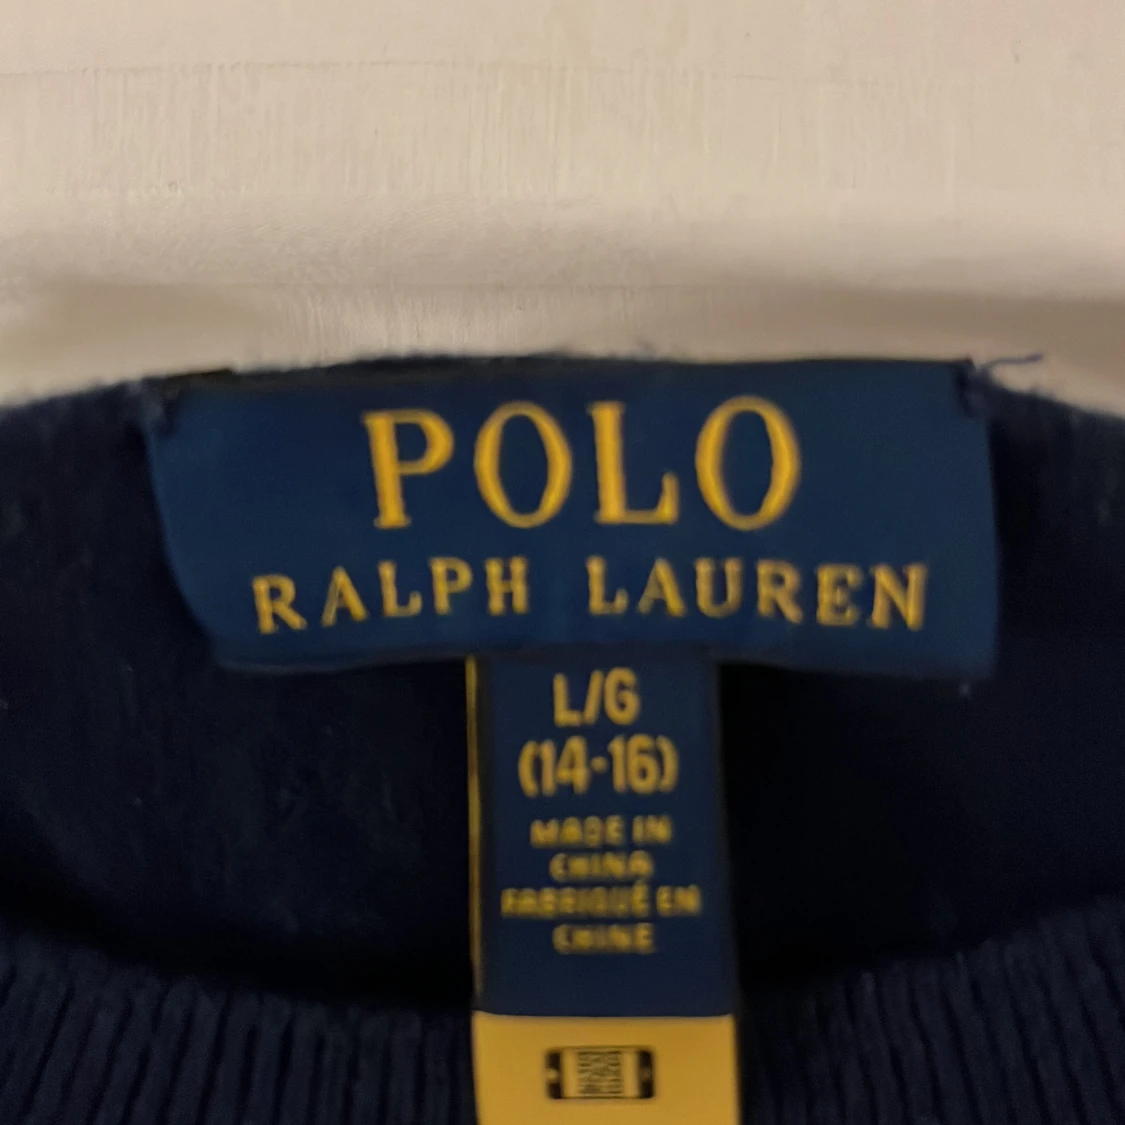 POLO
RALPH LAUREN
L/G
(14-16)
MADE IN
CHINA
FABRIQUÉ EN
CHINE